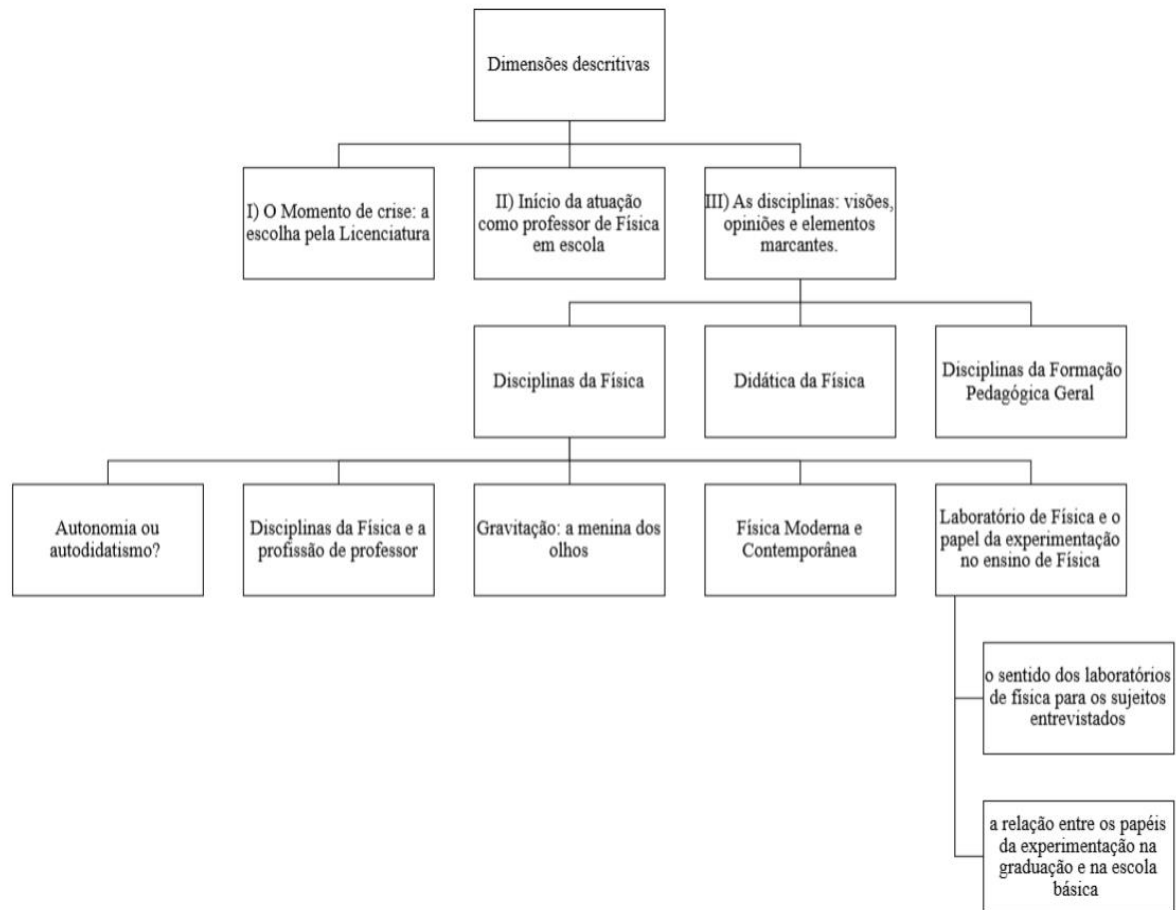 Dimensões descritivas
I) O Momento de crise: a
escolha pela Licenciatura
II) Início da atuação
como professor de Física
em escola
III) As disciplinas: visões,
opiniões e elementos
marcantes.
Disciplinas da Física
Didática da Física
Disciplinas da Formação
Pedagógica Geral
Autonomia ou
autodidatismo?
Disciplinas da Física e a
profissão de professor
Gravitação: a menina dos
olhos
Física Moderna e
Contemporânea
Laboratório de Física e o
papel da experimentação
no ensino de Física
o sentido dos laboratórios
de física para os sujeitos
entrevistados
a relação entre os papéis
da experimentação na
graduação e na escola
básica